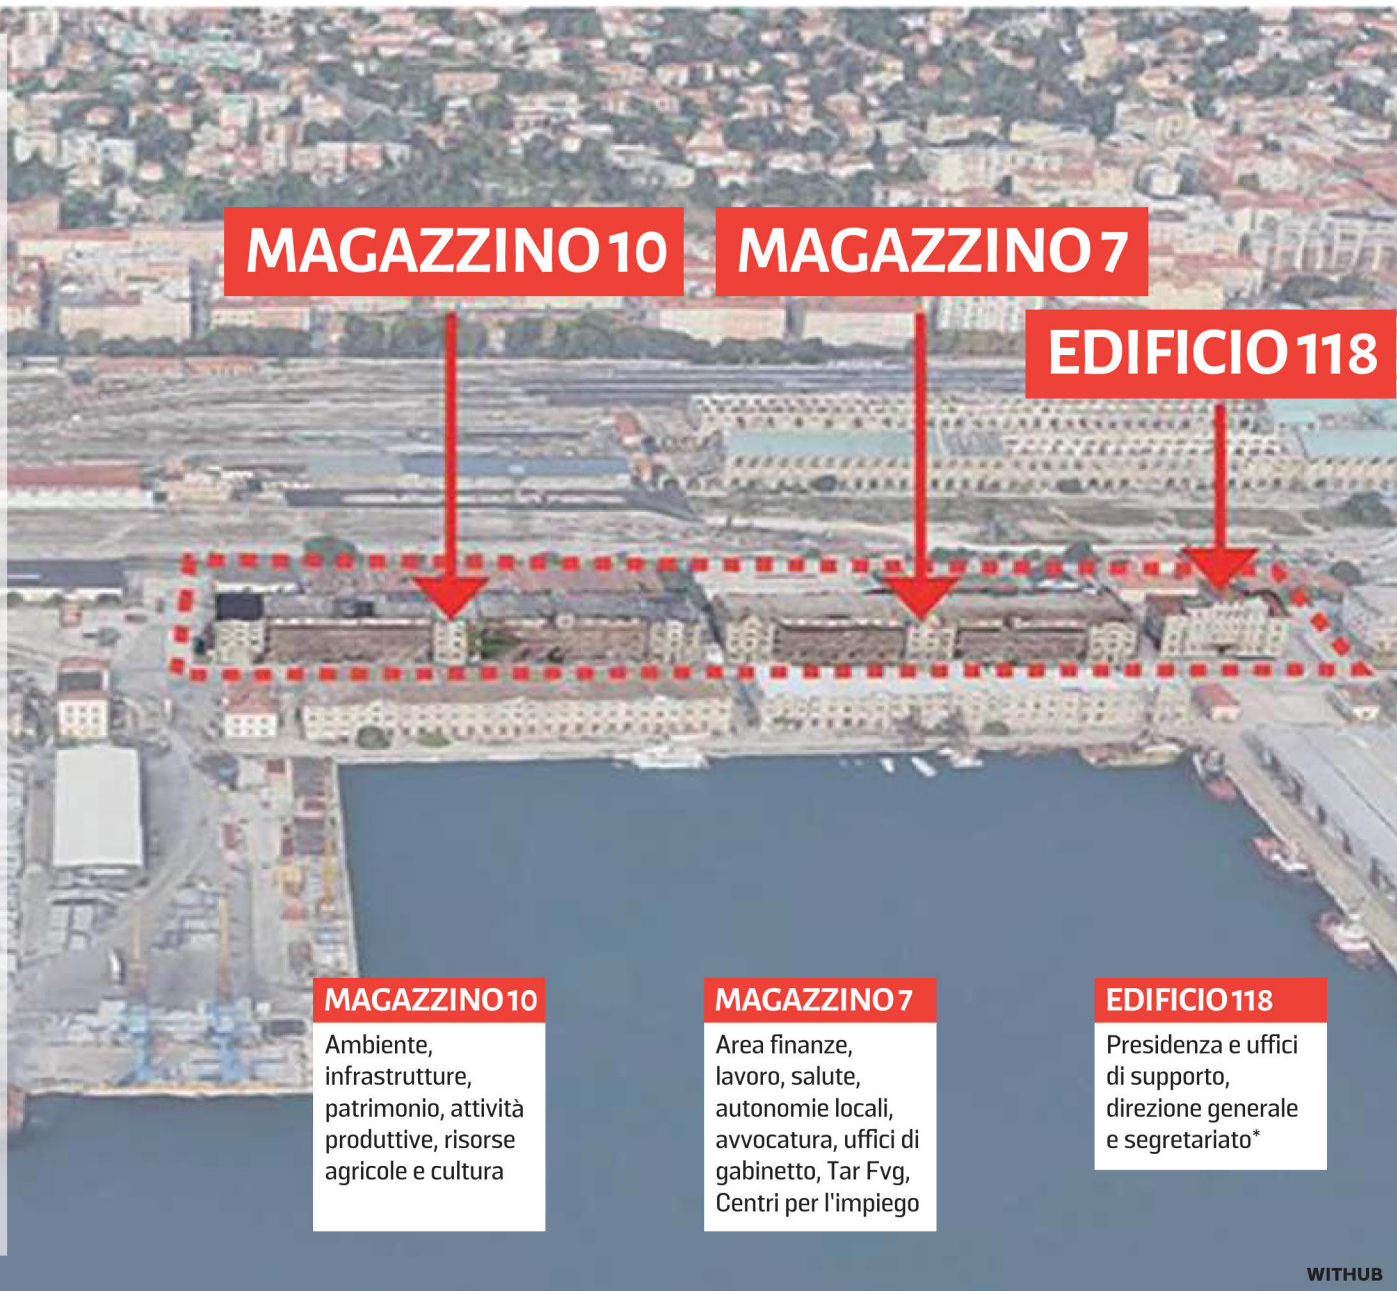 MAGAZZINO 10
MAGAZZINO 7
EDIFICIO 118
MAGAZZINO 10
Ambiente,
infrastrutture,
patrimonio, attività
produttive, risorse
agricole e cultura
MAGAZZINO 7
Area finanze,
lavoro, salute,
autonomie locali,
avvocatura, uffici di
gabinetto, Tar Fvg,
Centri per l'impiego
EDIFICIO 118
Presidenza e uffici
di supporto,
direzione generale
e segretariato*
WITHUB